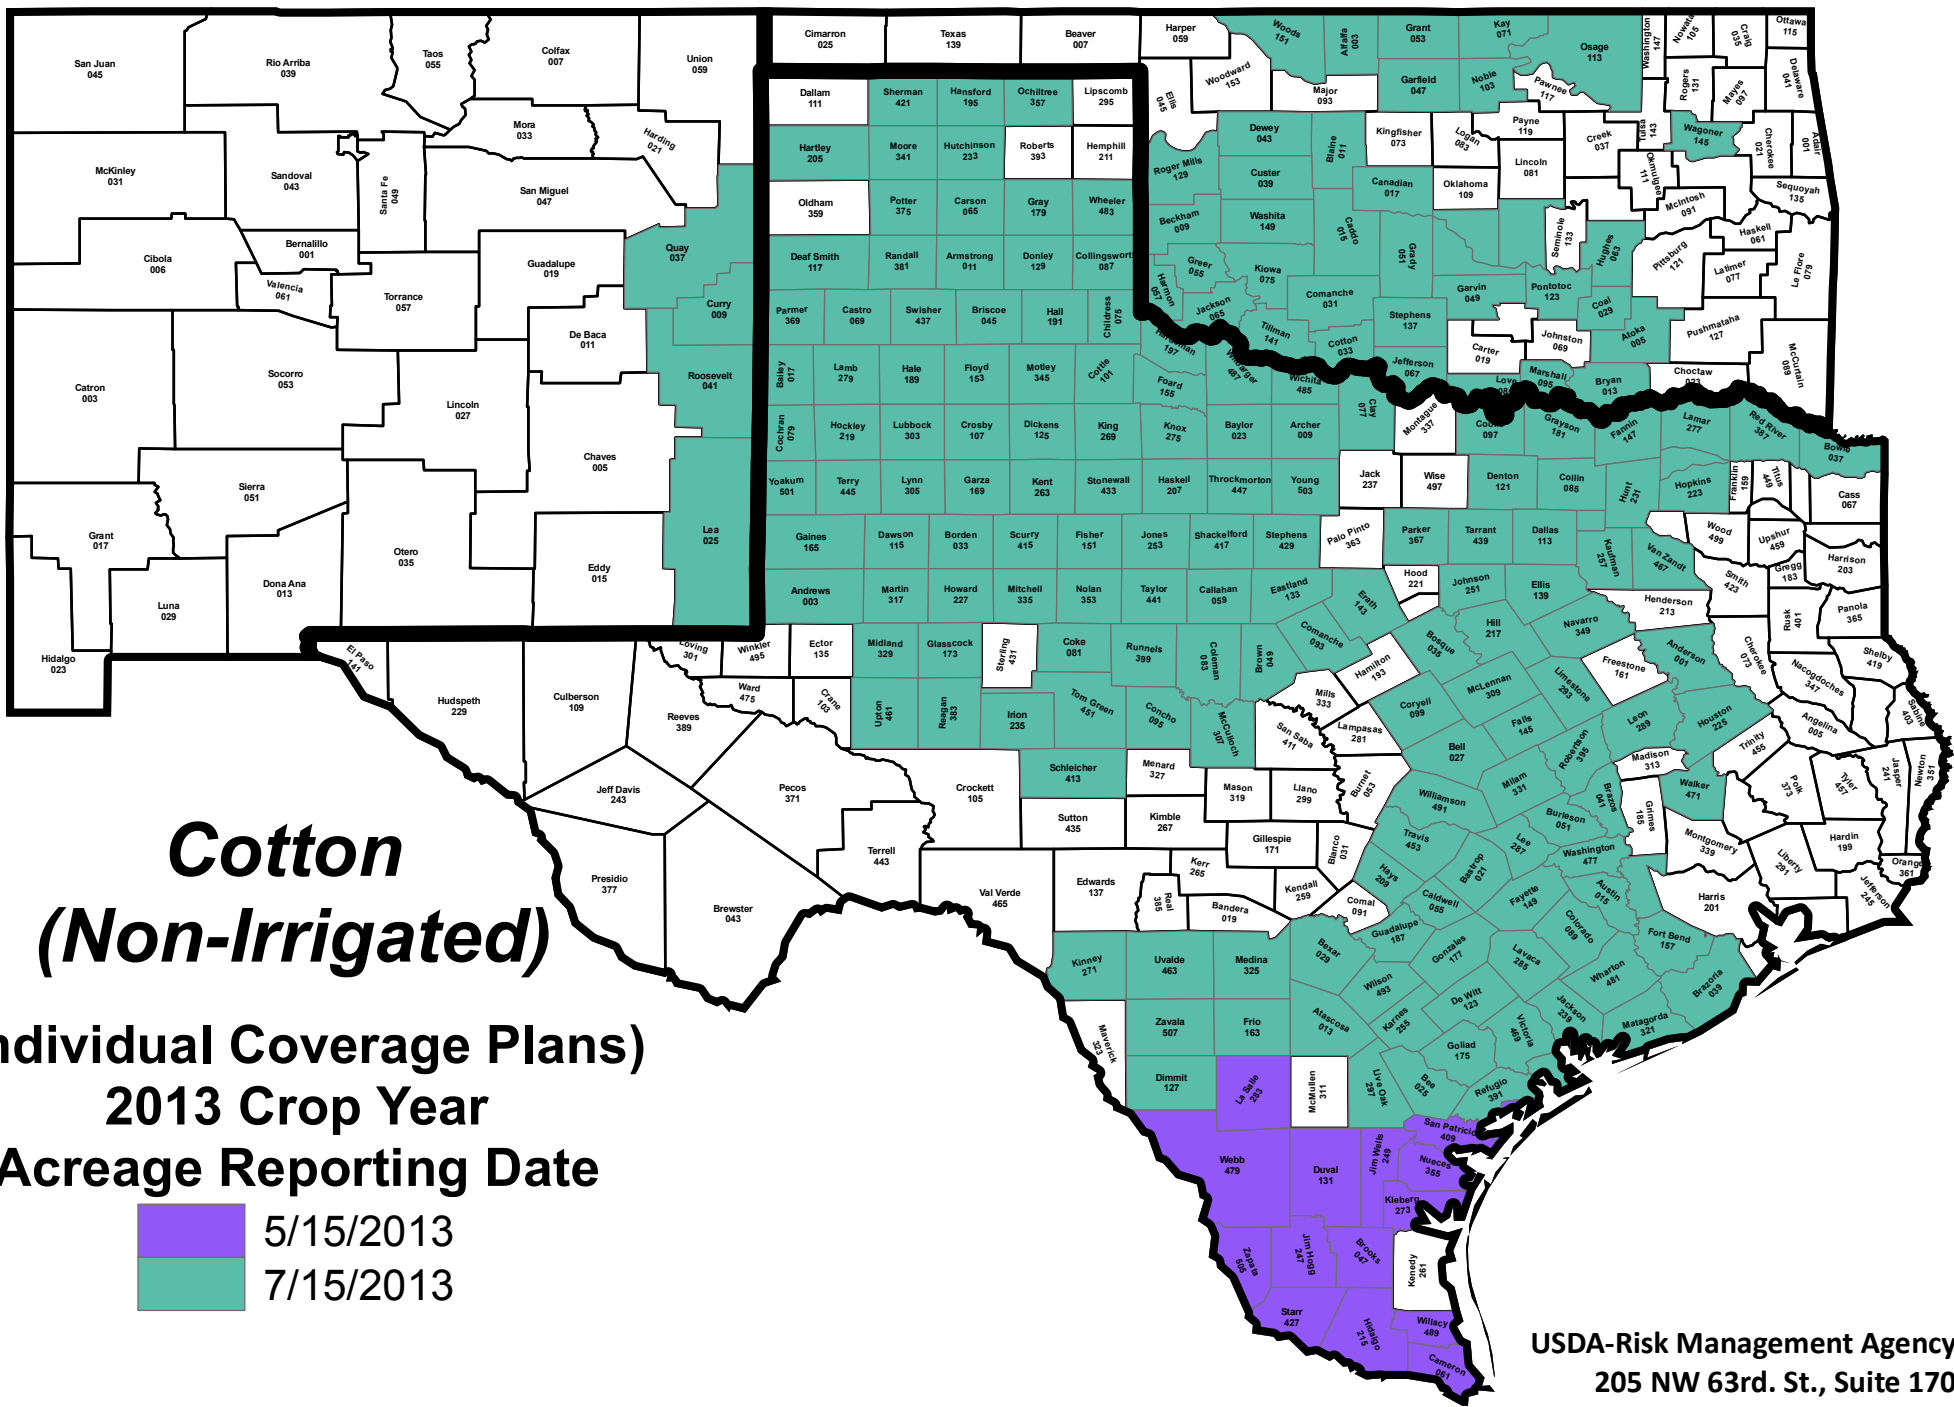 San Juan
045
Rio Arriba
039
Taos
055
Colfax
007
Union
059
Mora
033
Harding
021
McKinley
031
Sandoval
043
Santa Fe
049
San Miguel
047
Cibola
006
Bernalillo
001
Valencia
061
Torrance
057
Guadalupe
019
Quay
037
Curry
009
De Baca
011
Roosevelt
041
Catron
003
Socorro
053
Lincoln
027
Chaves
005
Sierra
051
Grant
017
Otero
035
Eddy
015
Lea
025
Luna
029
Dona Ana
013
Hidalgo
023
Cimarron
025
Texas
139
Beaver
007
Harper
059
Woods
151
Alfalfa
003
Grant
053
Kay
071
Osage
113
Washington
147
Nowata
105
Craig
035
Ottawa
115
Ellis
045
Woodward
153
Major
093
Garfield
047
Noble
103
Pawnee
117
Rogers
131
Mayes
097
Delaware
041
Dewey
043
Blaine
011
Kingfisher
073
Logan
083
Payne
119
Creek
037
Tulsa
143
Wagoner
145
Cherokee
021
Adair
001
Roger Mills
129
Custer
039
Canadian
017
Oklahoma
109
Lincoln
081
Okmulgee
111
McIntosh
091
Sequoyah
135
Beckham
009
Washita
149
Caddo
015
Grady
051
Seminole
133
Hughes
063
Pittsburg
121
Haskell
061
Latimer
077
Le Flore
079
Greer
055
Harmon
057
Kiowa
075
Jackson
065
Comanche
031
Tillman
141
Cotton
033
Stephens
137
Garvin
049
Pontotoc
123
Coal
029
Atoka
005
Pushmataha
127
McCurtain
089
Jefferson
067
Carter
019
Johnston
069
Love
Marshall
095
Bryan
013
Choctaw
023
Dallam
111
Sherman
421
Hansford
195
Ochiltree
357
Lipscomb
295
Hartley
205
Moore
341
Hutchinson
233
Roberts
393
Hemphill
211
Oldham
359
Potter
375
Carson
065
Gray
179
Wheeler
483
Deaf Smith
117
Randall
381
Armstrong
011
Donley
129
Collingsworth
087
Parmer
369
Castro
069
Swisher
437
Briscoe
045
Hall
191
Childress
075
Bailey
017
Lamb
279
Hale
189
Floyd
153
Motley
345
Cottle
101
197
Foard
155
487
Wichita
485
Clay
077
Montague
337
097
Grayson
181
Fannin
147
Lamar
277
Red River
387
Bowie
037
Cochran
079
Hockley
219
Lubbock
303
Crosby
107
Dickens
125
King
269
Knox
275
Baylor
023
Archer
009
Yoakum
501
Terry
445
Lynn
305
Garza
169
Kent
263
Stonewall
433
Haskell
207
Throckmorton
447
Young
503
Jack
237
Wise
497
Denton
121
Collin
085
Hunt
231
Hopkins
223
Franklin
159
Titus
449
Cass
067
Gaines
165
Dawson
115
Borden
033
Scurry
415
Fisher
151
Jones
253
Shackelford
417
Stephens
429
Palo Pinto
363
Parker
367
Tarrant
439
Dallas
113
Kaufman
257
Van Zandt
467
Wood
499
Upshur
459
Gregg
183
Harrison
203
Smith
423
Andrews
003
Martin
317
Howard
227
Mitchell
335
Nolan
353
Taylor
441
Callahan
059
Eastland
133
Erath
143
Hood
221
Johnson
251
Ellis
139
Henderson
213
Rusk
401
Panola
365
El Paso
141
Loving
301
Winkler
495
Ector
135
Midland
329
Glasscock
173
Sterling
431
Coke
081
Runnels
399
Coleman
083
Brown
049
Comanche
093
Hamilton
193
Bosque
035
Hill
217
Navarro
349
Freestone
161
Anderson
001
Cherokee
073
Nacogdoches
347
Shelby
419
Hudspeth
229
Culberson
109
Reeves
389
Ward
475
Crane
103
Upton
461
Reagan
383
Irion
235
Tom Green
451
Concho
095
McCulloch
307
San Saba
411
Mills
333
Lampasas
281
Coryell
099
McLennan
309
Limestone
293
Falls
145
Leon
289
Houston
225
Angelina
005
Sabine
403
Trinity
455
Jeff Davis
243
Pecos
371
Crockett
105
Schleicher
413
Menard
327
Mason
319
Llano
299
Burnet
053
Bell
027
Milam
331
Robertson
395
Madison
313
Walker
471
Polk
373
Tyler
457
Jasper
241
Newton
351
Presidio
377
Brewster
043
Terrell
443
Sutton
435
Kimble
267
Gillespie
171
Blanco
031
Williamson
491
Travis
453
Burleson
051
Brazos
041
Grimes
185
Montgomery
339
Liberty
291
Hardin
199
Orange
361
Jefferson
245
Val Verde
465
Edwards
137
Real
385
Kerr
265
Bandera
019
Kendall
259
Comal
091
Hays
209
Caldwell
055
Bastrop
021
Lee
287
Washington
477
Fayette
149
Austin
015
Harris
201
Kinney
271
Uvalde
463
Medina
325
Bexar
029
Guadalupe
187
Gonzales
177
Lavaca
285
Colorado
089
Fort Bend
157
Wharton
481
Brazoria
039
Maverick
323
Zavala
507
Frio
163
Atascosa
013
Wilson
493
Karnes
255
De Witt
123
Victoria
469
Jackson
239
Matagorda
321
Dimmit
127
La Salle
283
McMullen
311
Live Oak
297
Bee
025
Goliad
175
Refugio
391
Webb
479
Duval
131
Jim Wells
249
San Patricio
409
Nueces
355
Kleberg
273
Zapata
505
Jim Hogg
247
Brooks
047
Kenedy
261
Starr
427
Hidalgo
215
Willacy
489
Cameron
061
Cotton
(Non-Irrigated)
ndividual Coverage Plans)
2013 Crop Year
Acreage Reporting Date
5/15/2013
7/15/2013
USDA-Risk Management Agency
205 NW 63rd. St., Suite 170